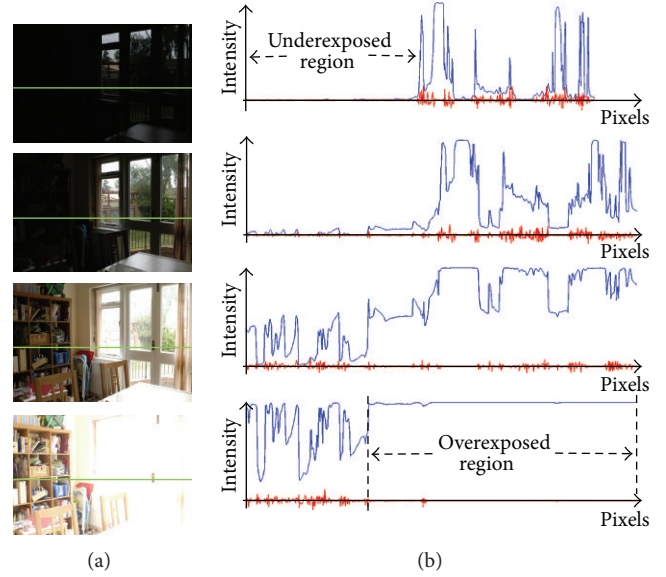 Intensity
Underexposed
region
Pixels
Intensity
Pixels
Intensity
Pixels
Intensity
Overexposed
region
Pixels
(a)
(b)